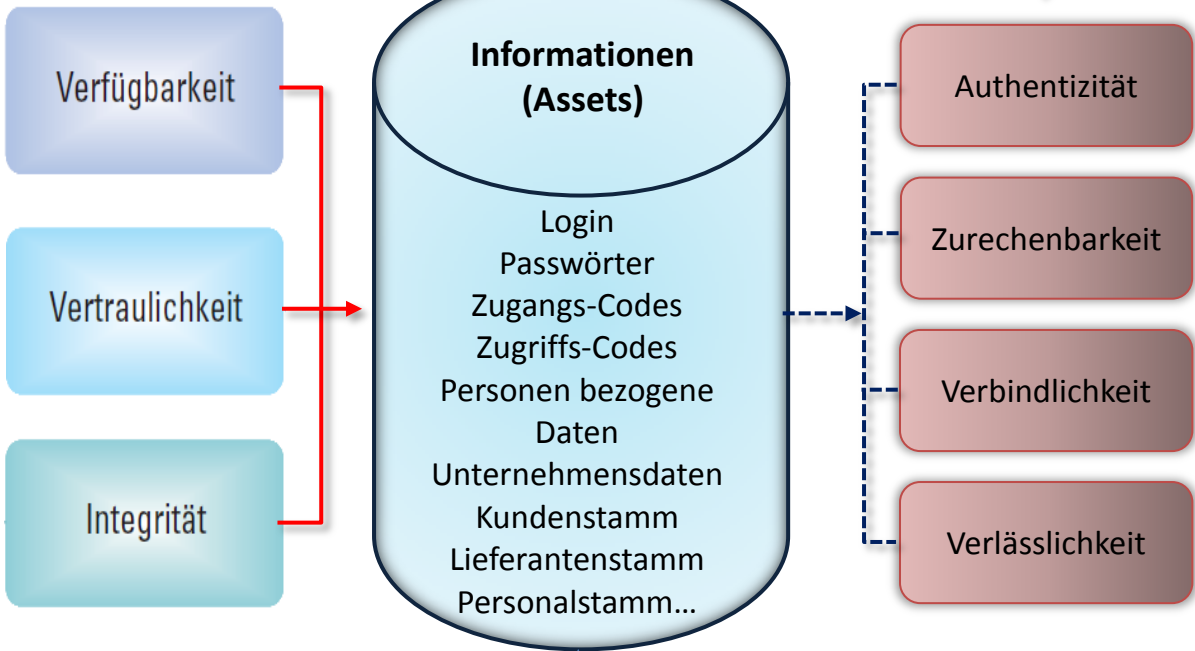 Verfügbarkeit
Vertraulichkeit
Integrität
Informationen
(Assets)
Login
Passwörter
Zugangs-Codes
Zugriffs-Codes
Personen bezogene
Daten
Unternehmensdaten
Kundenstamm
Lieferantenstamm
Personalstamm...
Authentizität
Zurechenbarkeit
Verbindlichkeit
Verlässlichkeit